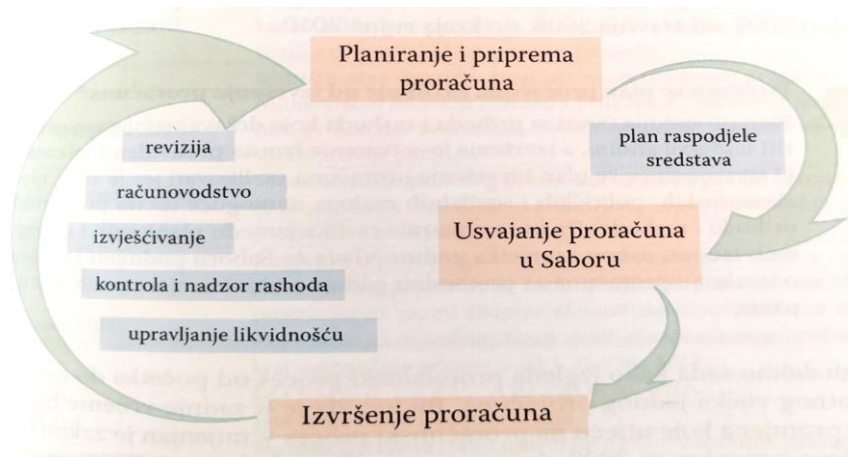 Planiranje i priprema
proračuna
plan raspodjele
sredstava
Usvajanje proračuna
u Saboru
Izvršenje proračuna
revizija
računovodstvo
izvješćivanje
kontrola i nadzor rashoda
upravljanje likvidnošću